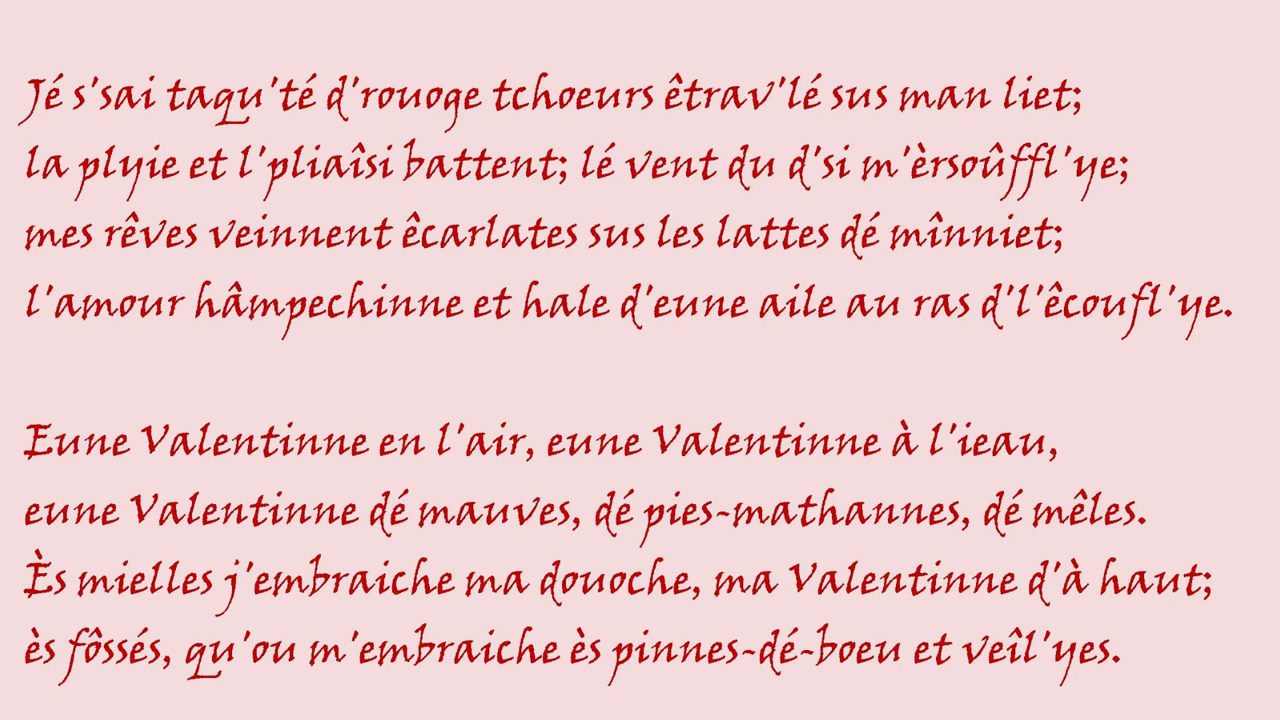 Jé s'sai taqu'té d'rouoge tchoeurs êtrav'lé sus man liet;
la plyie et l'pliaîsi battent; lé vent du d'si m'èrsoûffl'ye;
mes rêves veinnent êcarlates sus les lattes dé mînniet;
l'amour hâmpechinne et hale d'eune aile au ras d'l'êcoufl'ye.
Eune Valentinne en l'air, eune Valentinne à l'ieau,
eune Valentinne dé mauves, dé pies-mathannes, dé mêles.
Ès mielles j'embraiche ma douoche, ma Valentinne d'à haut;
ès fôssés, qu'ou m'embraiche ès pinnes-dé-boeu et veîl'yes.